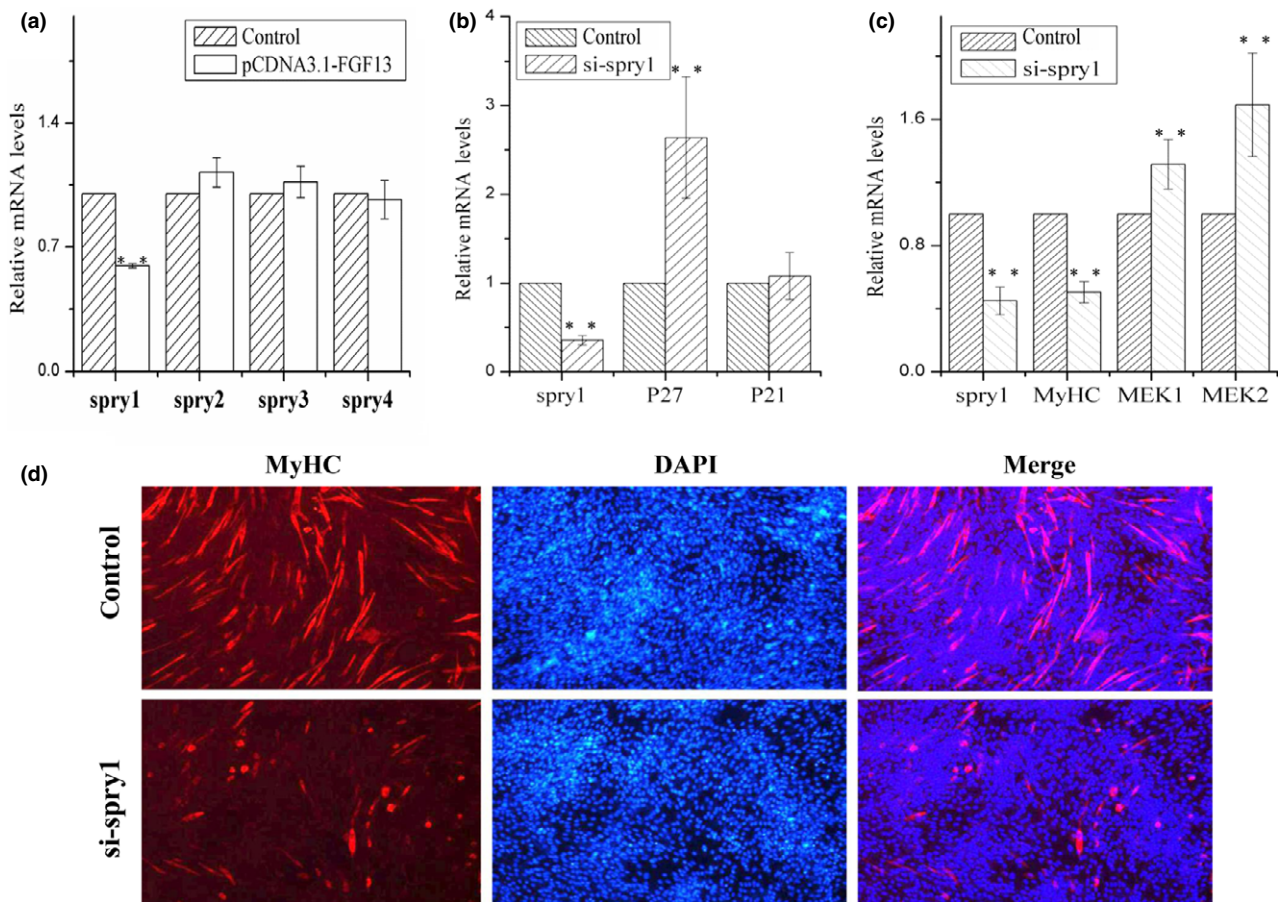 (a)
Control
pCDNA3.1-FGF13
Relative mRNA levels
1.4
0.7
0.0
* *
spry1 spry2 spry3 spry4
(b)
Control
si-spry1
Relative mRNA levels
4
3
2
1
0
* *
* *
spry1 P27 P21
(c)
Control
si-spry1
Relative mRNA levels
1.6
0.8
0.0
* *
* *
* *
* *
spry1 MyHC MEK1 MEK2
(d)
MyHC DAPI Merge
Control
si-spry1